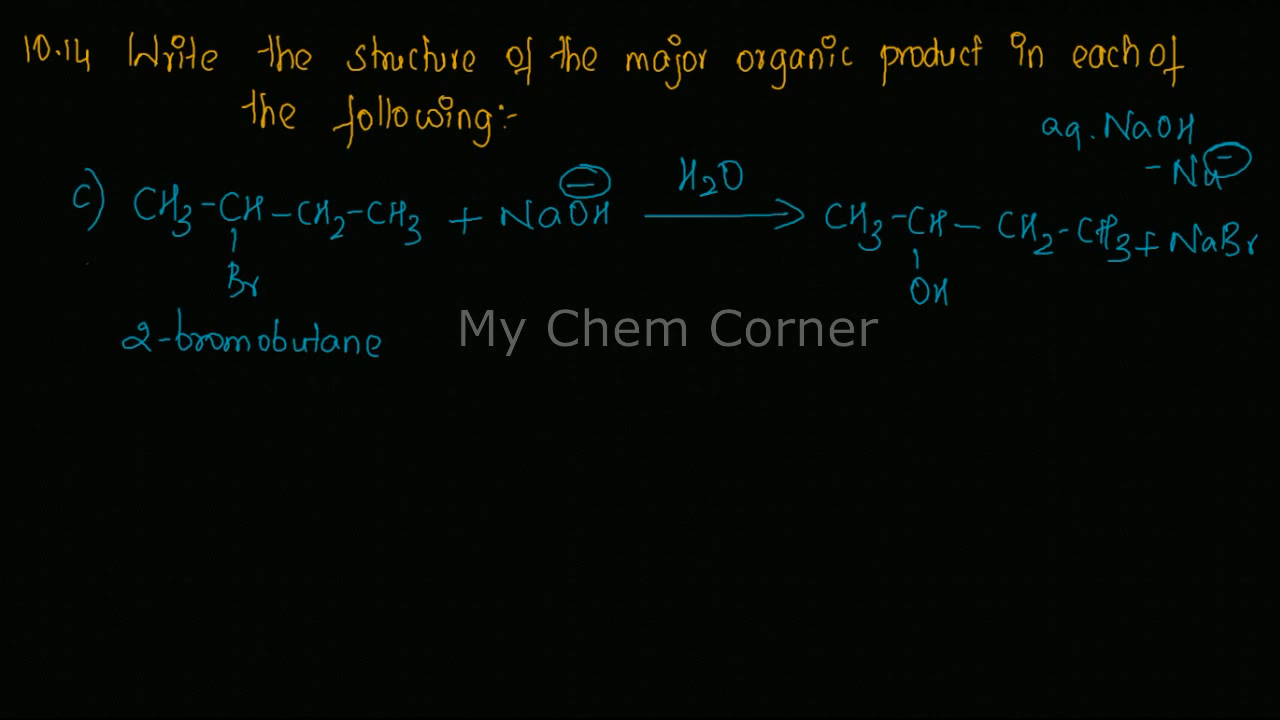 10.14 Write the structure of the major organic product in each of
the following:-
aq. NaOH
- Nu⊖
c) CH₃-CH-CH₂-CH₃ + NaOH⊖ H₂O → CH₃-CH-CH₂-CH₃ + NaBr
Br OH
2-bromobutane
My Chem Corner